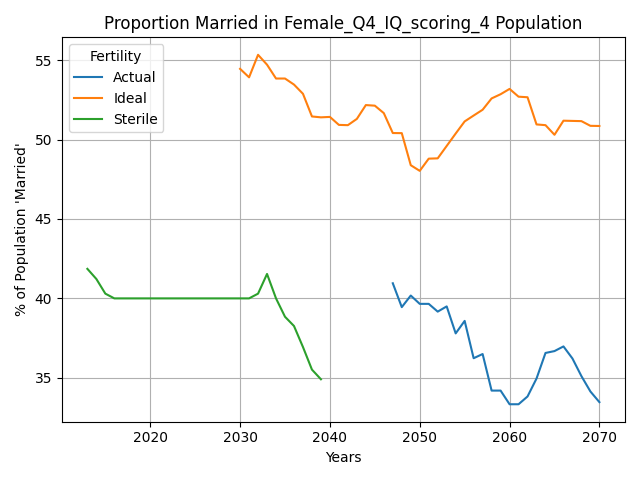 Proportion Married in Female_Q4_IQ_scoring_4 Population
Fertility
Actual
Ideal
Sterile
% of Population 'Married'
55
50
45
40
35
2020
2030
2040
2050
2060
2070
Years